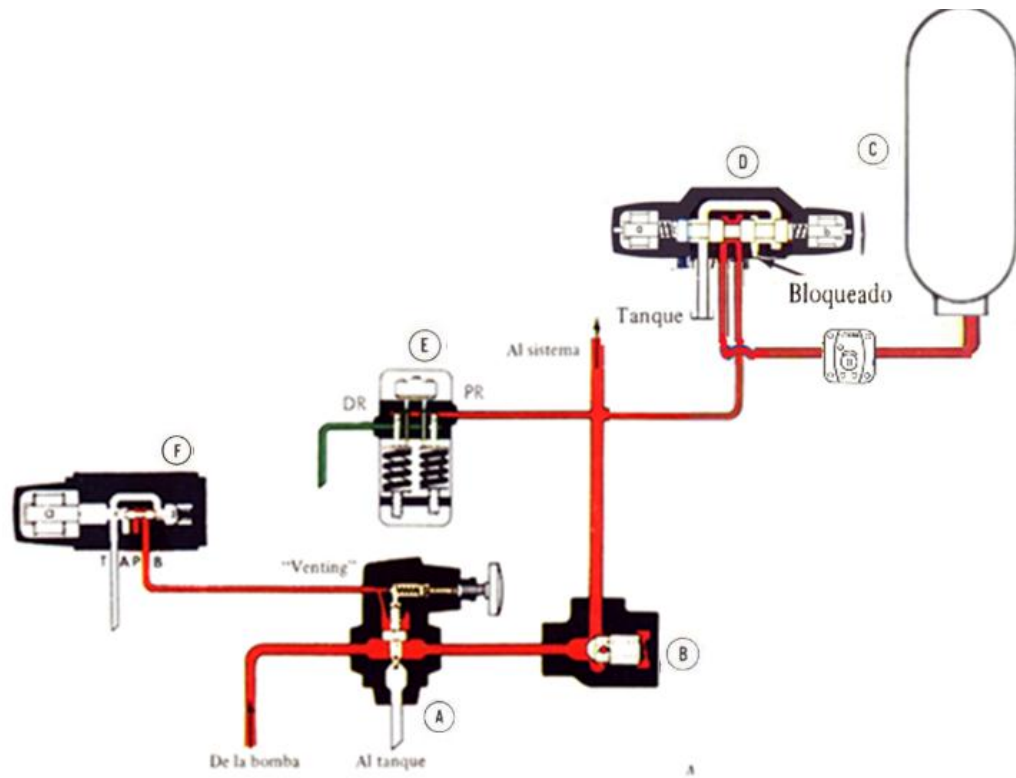 C
D
a
b
Bloqueado
Tanque
Al sistema
E
DR
PR
F
a
T A P B
"Venting"
B
A
De la bomba
Al tanque
A